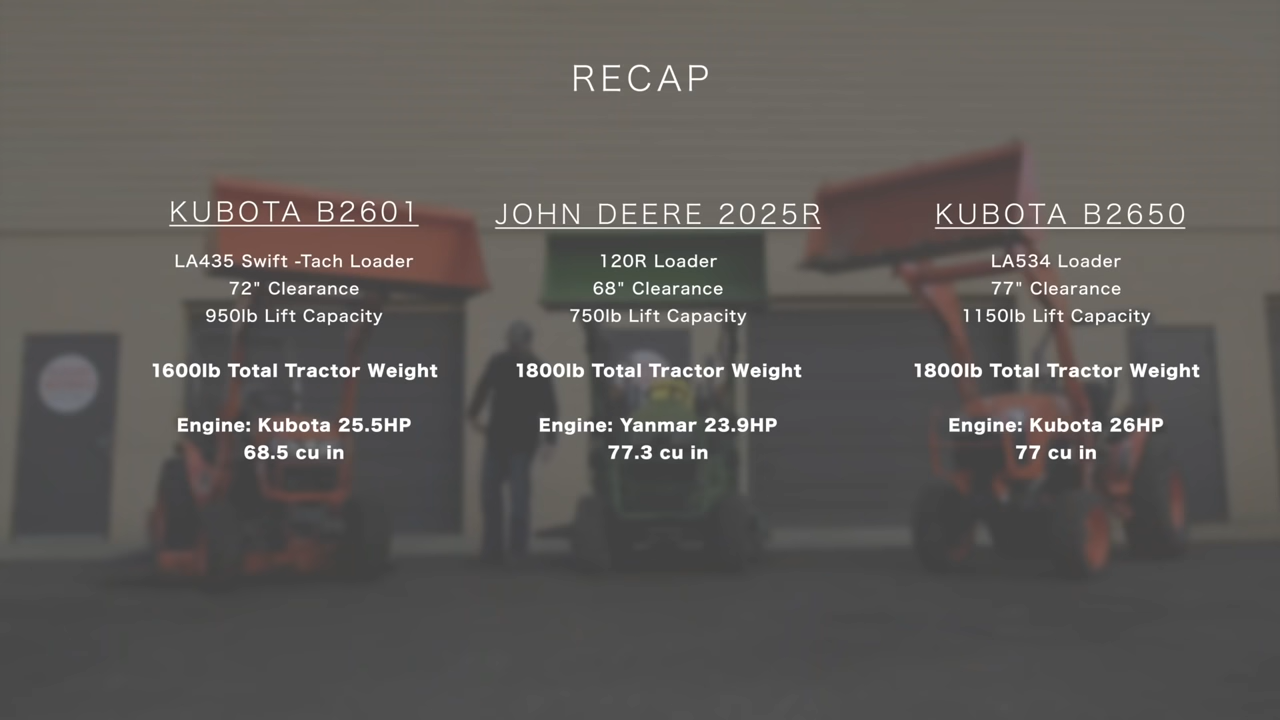 RECAP
KUBOTA B2601
LA435 Swift -Tach Loader
72" Clearance
950lb Lift Capacity
1600lb Total Tractor Weight
Engine: Kubota 25.5HP
68.5 cu in
JOHN DEERE 2025R
120R Loader
68" Clearance
750lb Lift Capacity
1800lb Total Tractor Weight
Engine: Yanmar 23.9HP
77.3 cu in
KUBOTA B2650
LA534 Loader
77" Clearance
1150lb Lift Capacity
1800lb Total Tractor Weight
Engine: Kubota 26HP
77 cu in